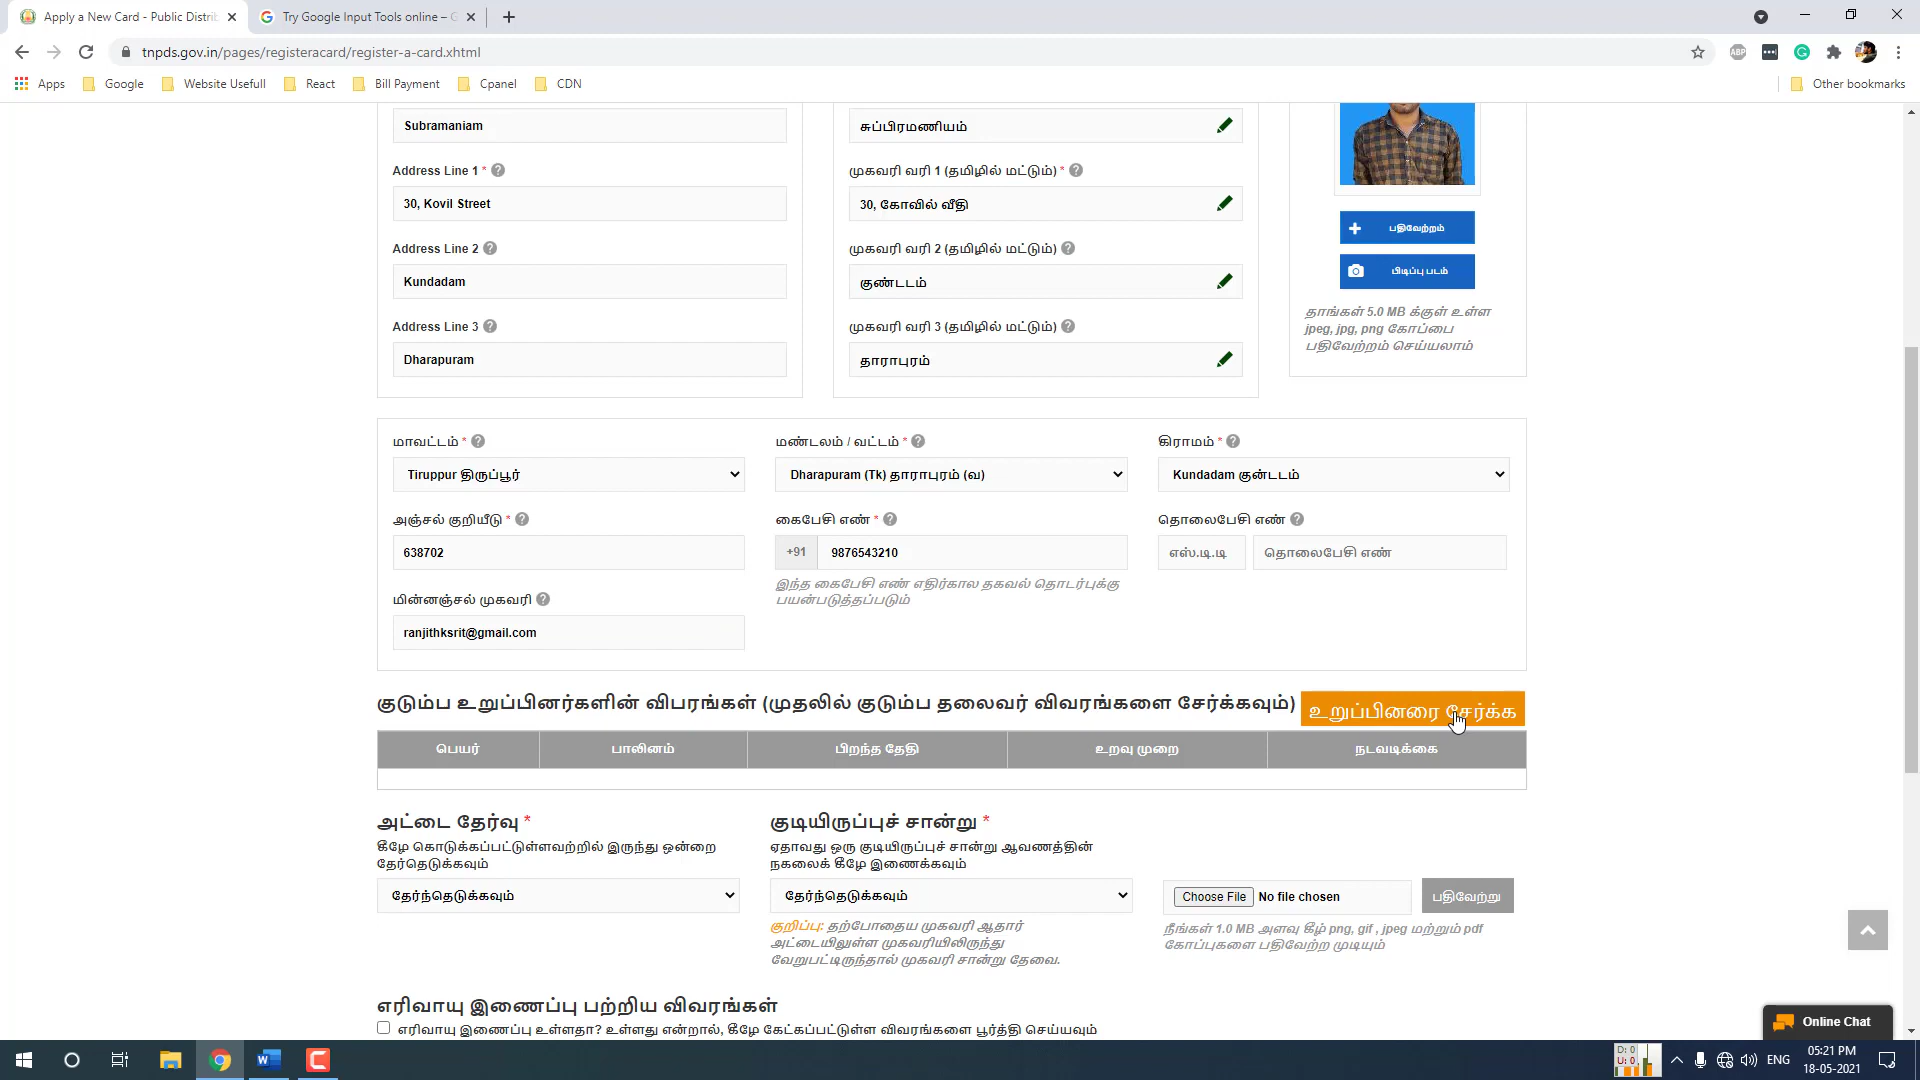 Apply a New Card - Public Distrib
Try Google Input Tools online – G
tnpds.gov.in/pages/registeracard/register-a-card.xhtml
ABP
Apps
Google
Website Usefull
React
Bill Payment
Cpanel
CDN
Other bookmarks
Subramaniam
சுப்பிரமணியம்
Address Line 1 * ?
முகவரி வரி 1 (தமிழில் மட்டும்) * ?
30, Kovil Street
30, கோவில் வீதி
பதிவேற்றம்
Address Line 2 ?
முகவரி வரி 2 (தமிழில் மட்டும்) ?
பிடிப்பு படம்
Kundadam
குண்டடம்
தாங்கள் 5.0 MB க்குள் உள்ள
jpeg, jpg, png கோப்பை
பதிவேற்றம் செய்யலாம்
Address Line 3 ?
முகவரி வரி 3 (தமிழில் மட்டும்) ?
Dharapuram
தாராபுரம்
மாவட்டம் * ?
மண்டலம் / வட்டம் * ?
கிராமம் * ?
Tiruppur திருப்பூர்
Dharapuram (Tk) தாராபுரம் (வ)
Kundadam குன்டடம்
அஞ்சல் குறியீடு * ?
கைபேசி எண் * ?
தொலைபேசி எண் ?
638702
+91 9876543210
எஸ்.டி.டி
தொலைபேசி எண்
இந்த கைபேசி எண் எதிர்கால தகவல் தொடர்புக்கு
பயன்படுத்தப்படும்
மின்னஞ்சல் முகவரி ?
ranjithksrit@gmail.com
குடும்ப உறுப்பினர்களின் விபரங்கள் (முதலில் குடும்ப தலைவர் விவரங்களை சேர்க்கவும்)
உறுப்பினரை சேர்க்க
பெயர்
பாலினம்
பிறந்த தேதி
உறவு முறை
நடவடிக்கை
அட்டை தேர்வு *
குடியிருப்புச் சான்று *
கீழே கொடுக்கப்பட்டுள்ளவற்றில் இருந்து ஒன்றை
தேர்தெடுக்கவும்
ஏதாவது ஒரு குடியிருப்புச் சான்று ஆவணத்தின்
நகலைக் கீழே இணைக்கவும்
தேர்ந்தெடுக்கவும்
தேர்ந்தெடுக்கவும்
Choose File No file chosen
பதிவேற்று
குறிப்பு: தற்போதைய முகவரி ஆதார்
அட்டையிலுள்ள முகவரியிலிருந்து
வேறுபட்டிருந்தால் முகவரி சான்று தேவை.
நீங்கள் 1.0 MB அளவு கீழ் png, gif , jpeg மற்றும் pdf
கோப்புகளை பதிவேற்ற முடியும்
எரிவாயு இணைப்பு பற்றிய விவரங்கள்
எரிவாயு இணைப்பு உள்ளதா? உள்ளது என்றால், கீழே கேட்கப்பட்டுள்ள விவரங்களை பூர்த்தி செய்யவும்
Online Chat
D: 0
U: 0
ENG
05:21 PM
18-05-2021